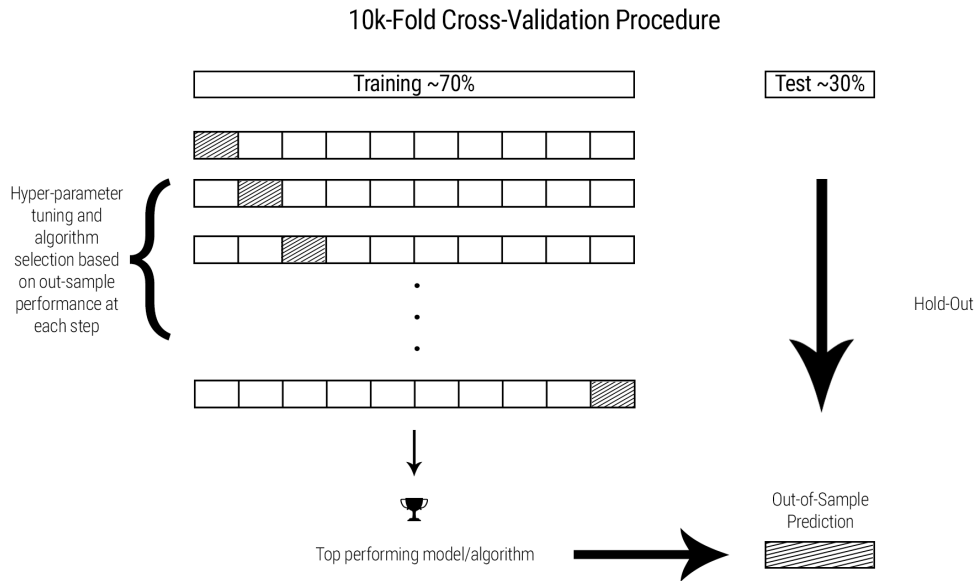 10k-Fold Cross-Validation Procedure
Training ~70%
Test ~30%
Hyper-parameter
tuning and
algorithm
selection based
on out-sample
performance at
each step
Hold-Out
Top performing model/algorithm
Out-of-Sample
Prediction